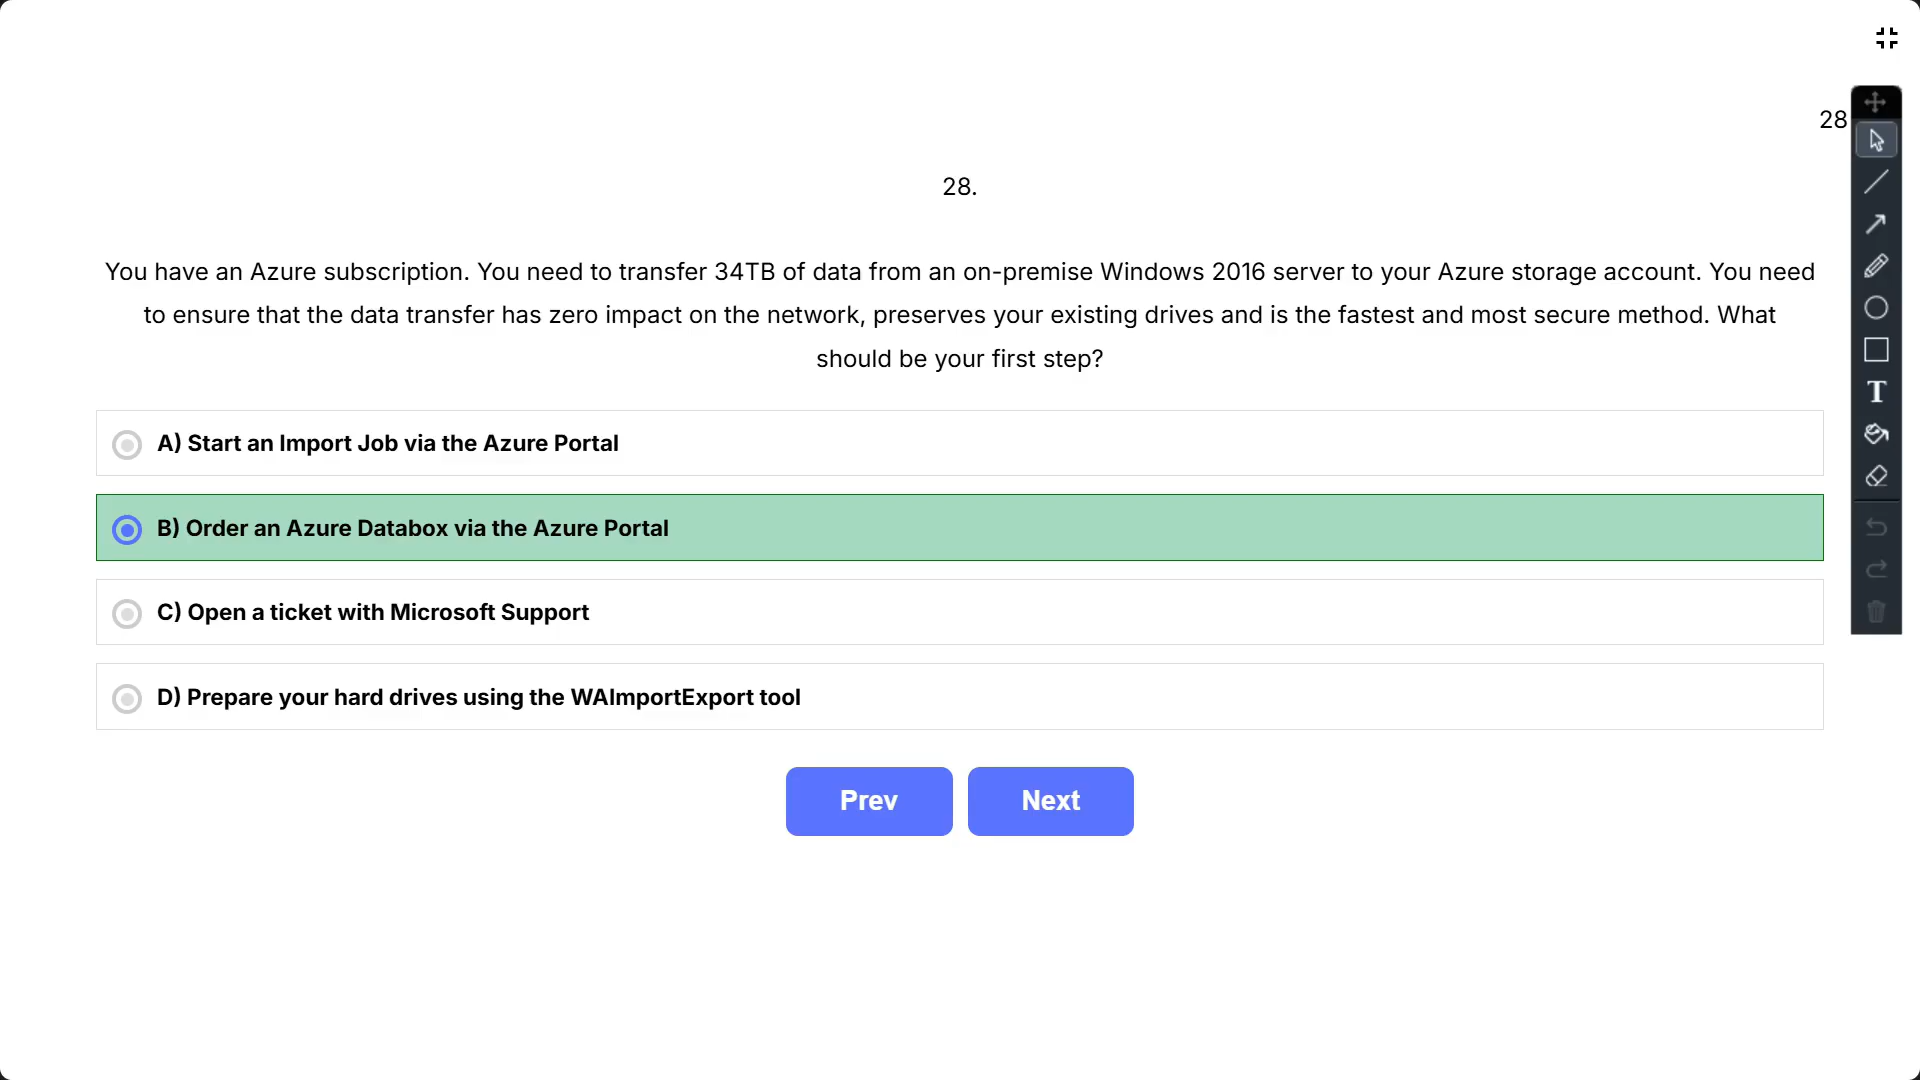 28
28.
You have an Azure subscription. You need to transfer 34TB of data from an on-premise Windows 2016 server to your Azure storage account. You need
to ensure that the data transfer has zero impact on the network, preserves your existing drives and is the fastest and most secure method. What
should be your first step?
A) Start an Import Job via the Azure Portal
B) Order an Azure Databox via the Azure Portal
C) Open a ticket with Microsoft Support
D) Prepare your hard drives using the WAImportExport tool
Prev Next
T